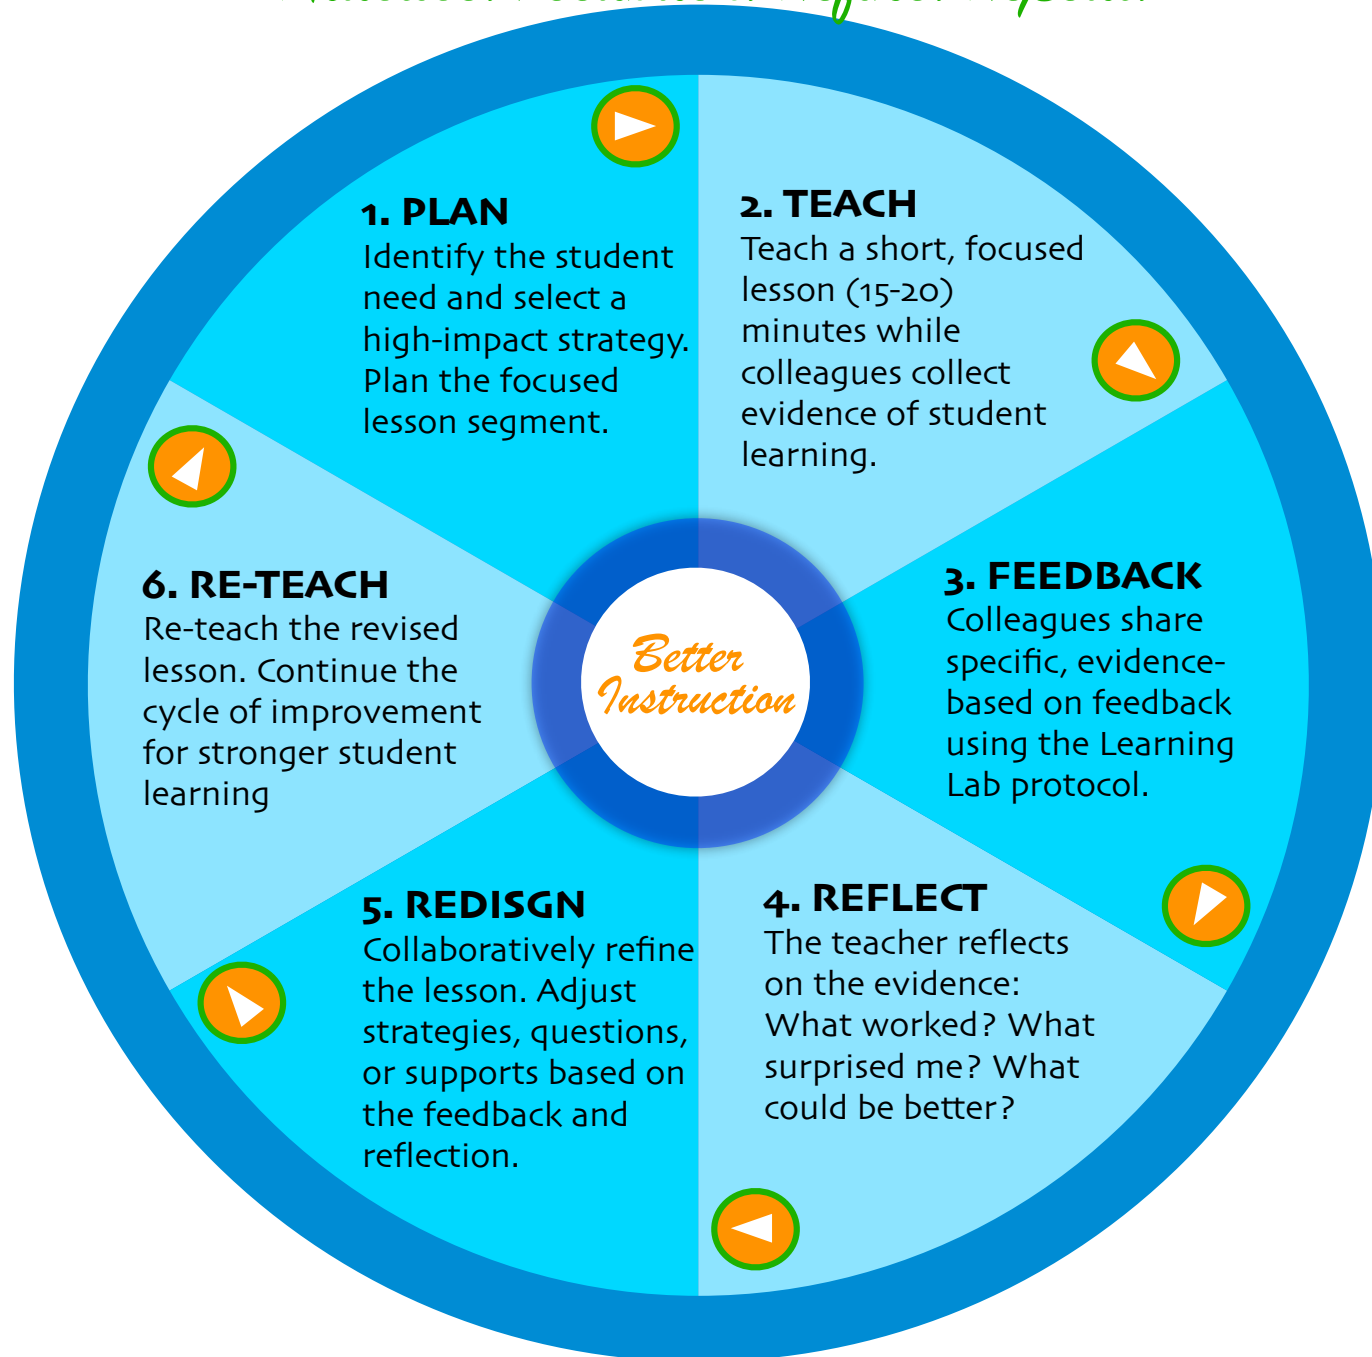 1. PLAN
Identify the student
need and select a
high-impact strategy.
Plan the focused
lesson segment.
2. TEACH
Teach a short, focused
lesson (15-20)
minutes while
colleagues collect
evidence of student
learning.
3. FEEDBACK
Colleagues share
specific, evidence-
based on feedback
using the Learning
Lab protocol.
4. REFLECT
The teacher reflects
on the evidence:
What worked? What
surprised me? What
could be better?
5. REDISGN
Collaboratively refine
the lesson. Adjust
strategies, questions,
or supports based on
the feedback and
reflection.
6. RE-TEACH
Re-teach the revised
lesson. Continue the
cycle of improvement
for stronger student
learning
Better
Instruction